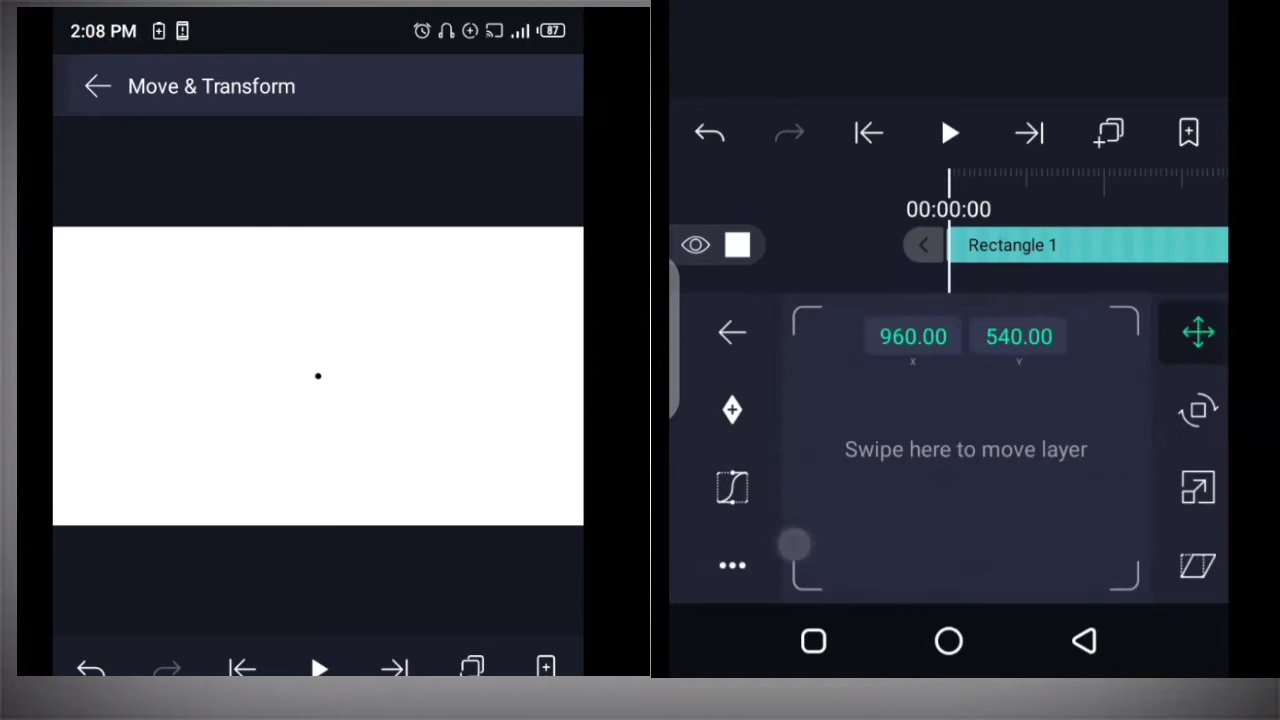 2:08 PM
87
Move & Transform
00:00:00
Rectangle 1
960.00 540.00
X Y
Swipe here to move layer